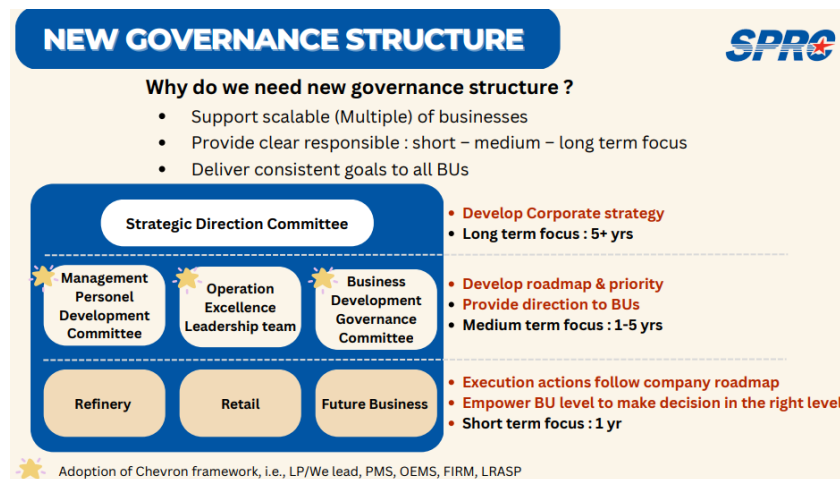 NEW GOVERNANCE STRUCTURE
SPRC
Why do we need new governance structure ?
• Support scalable (Multiple) of businesses
• Provide clear responsible : short – medium – long term focus
• Deliver consistent goals to all BUs
Strategic Direction Committee
• Develop Corporate strategy
• Long term focus : 5+ yrs
Management
Personel
Development
Committee
Operation
Excellence
Leadership team
Business
Development
Governance
Committee
• Develop roadmap & priority
• Provide direction to BUs
• Medium term focus : 1-5 yrs
Refinery
Retail
Future Business
• Execution actions follow company roadmap
• Empower BU level to make decision in the right level
• Short term focus : 1 yr
Adoption of Chevron framework, i.e., LP/We lead, PMS, OEMS, FIRM, LRASP